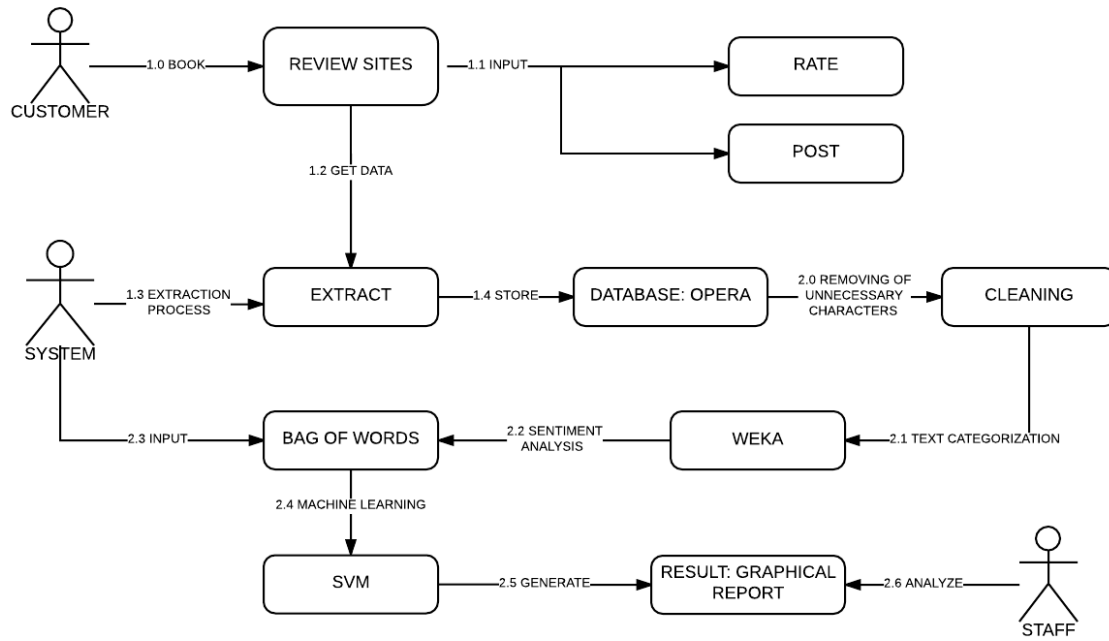 1.0 BOOK
REVIEW SITES
1.1 INPUT
RATE
CUSTOMER
POST
1.2 GET DATA
1.3 EXTRACTION
PROCESS
EXTRACT
1.4 STORE
DATABASE: OPERA
2.0 REMOVING OF
UNNECESSARY
CHARACTERS
CLEANING
SYSTEM
2.3 INPUT
BAG OF WORDS
2.2 SENTIMENT
ANALYSIS
WEKA
2.1 TEXT CATEGORIZATION
2.4 MACHINE LEARNING
SVM
2.5 GENERATE
RESULT: GRAPHICAL
REPORT
2.6 ANALYZE
STAFF